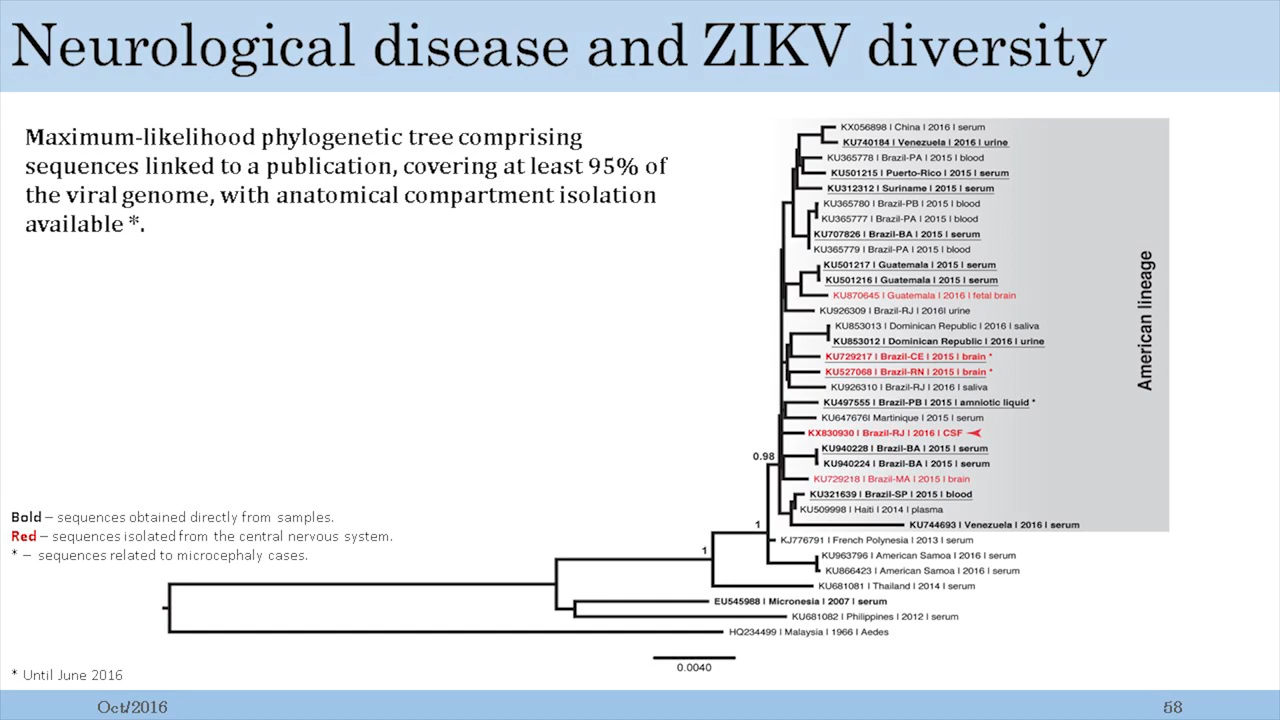 Neurological disease and ZIKV diversity
Maximum-likelihood phylogenetic tree comprising
sequences linked to a publication, covering at least 95% of
the viral genome, with anatomical compartment isolation
available *.
KX056898 I China I 2016 I serum
KU740184 I Venezuela I 2016 I urine
KU365778 I Brazil-PA I 2015 I blood
KU501215 I Puerto-Rico I 2015 I serum
KU312312 I Suriname I 2015 I serum
KU365780 I Brazil-PB I 2015 I blood
KU365777 I Brazil-PA I 2015 I blood
KU707826 I Brazil-BA I 2015 I serum
KU365779 I Brazil-PA I 2015 I blood
KU501217 I Guatemala I 2015 I serum
KU501216 I Guatemala I 2015 I serum
KU870645 I Guatemala I 2016 I fetal brain
KU926309 I Brazil-RJ I 2016I urine
KU853013 I Dominican Republic I 2016 I saliva
KU853012 I Dominican Republic I 2016 I urine
KU729217 I Brazil-CE I 2015 I brain *
KU527068 I Brazil-RN I 2015 I brain *
KU926310 I Brazil-RJ I 2016 I saliva
KU497555 I Brazil-PB I 2015 I amniotic liquid *
KU647676I Martinique I 2015 I serum
KX830930 I Brazil-RJ I 2016 I CSF
KU940228 I Brazil-BA I 2015 I serum
KU940224 I Brazil-BA I 2015 I serum
KU729218 I Brazil-MA I 2015 I brain
KU321639 I Brazil-SP I 2015 I blood
KU509998 I Haiti I 2014 I plasma
KU744693 I Venezuela I 2016 I serum
KJ776791 I French Polynesia I 2013 I serum
KU963796 I American Samoa I 2016 I serum
KU866423 I American Samoa I 2016 I serum
KU681081 I Thailand I 2014 I serum
EU545988 I Micronesia I 2007 I serum
KU681082 I Philippines I 2012 I serum
HQ234499 I Malaysia I 1966 I Aedes
American lineage
0.98
1
1
0.0040
Bold – sequences obtained directly from samples.
Red – sequences isolated from the central nervous system.
* – sequences related to microcephaly cases.
* Until June 2016
Oct/2016
58